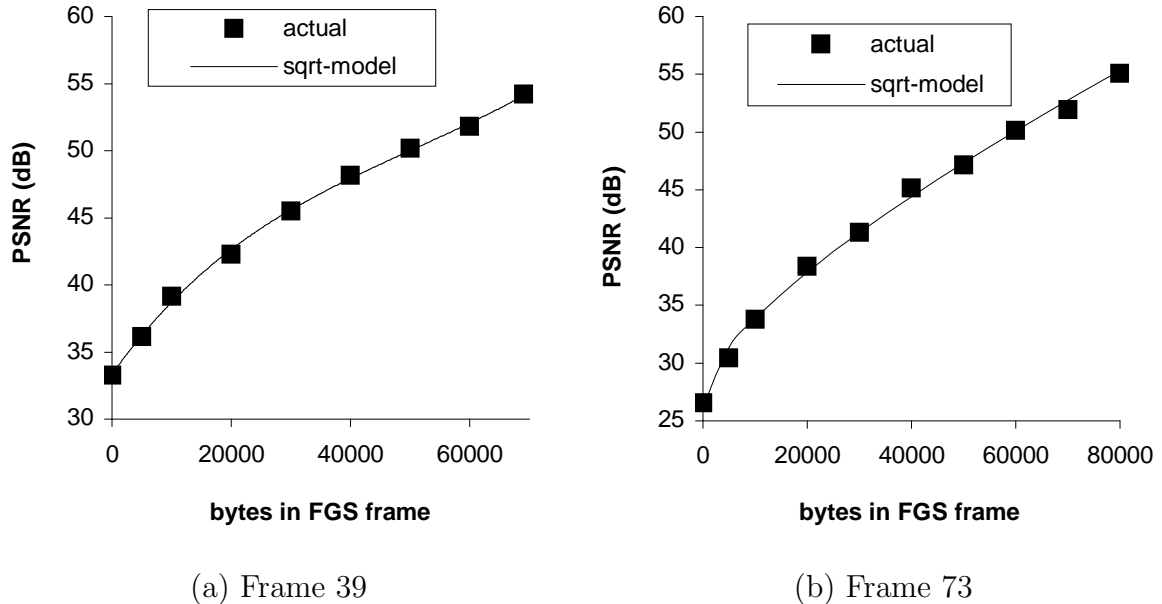 60
55
50
45
40
35
30
PSNR (dB)
actual
sqrt-model
0 20000 40000 60000
bytes in FGS frame
(a) Frame 39
60
55
50
45
40
35
30
25
PSNR (dB)
actual
sqrt-model
0 20000 40000 60000 80000
bytes in FGS frame
(b) Frame 73